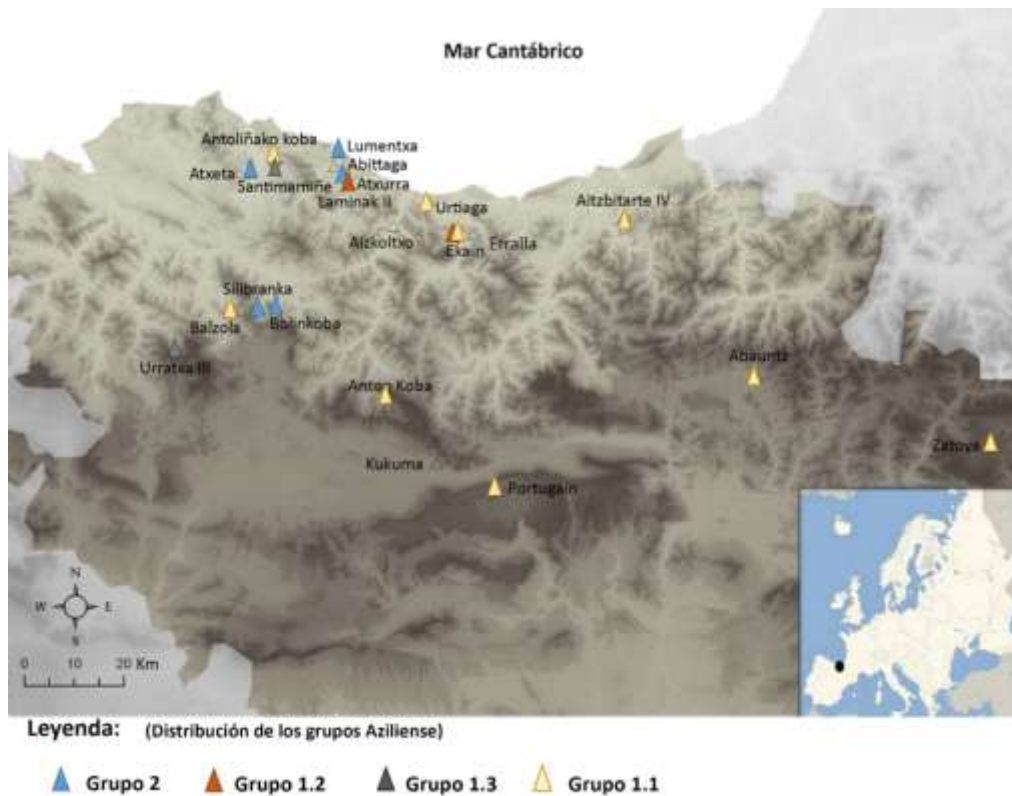 Mar Cantábrico
Antoliñako koba
Lumentxa
Abittaga
Atxeta
Santimamiñe
Atxurra
Laminak II
Urtiaga
Aitzbitarte IV
Aizkoltxo
Ekain
Erralla
Silibranka
Balzola
Bolinkoba
Urratxa III
Abauntz
Anton Koba
Zatoya
Kukuma
Portugain
N
W
E
S
0 10 20 Km
Leyenda: (Distribución de los grupos Aziliense)
Grupo 2 Grupo 1.2 Grupo 1.3 Grupo 1.1